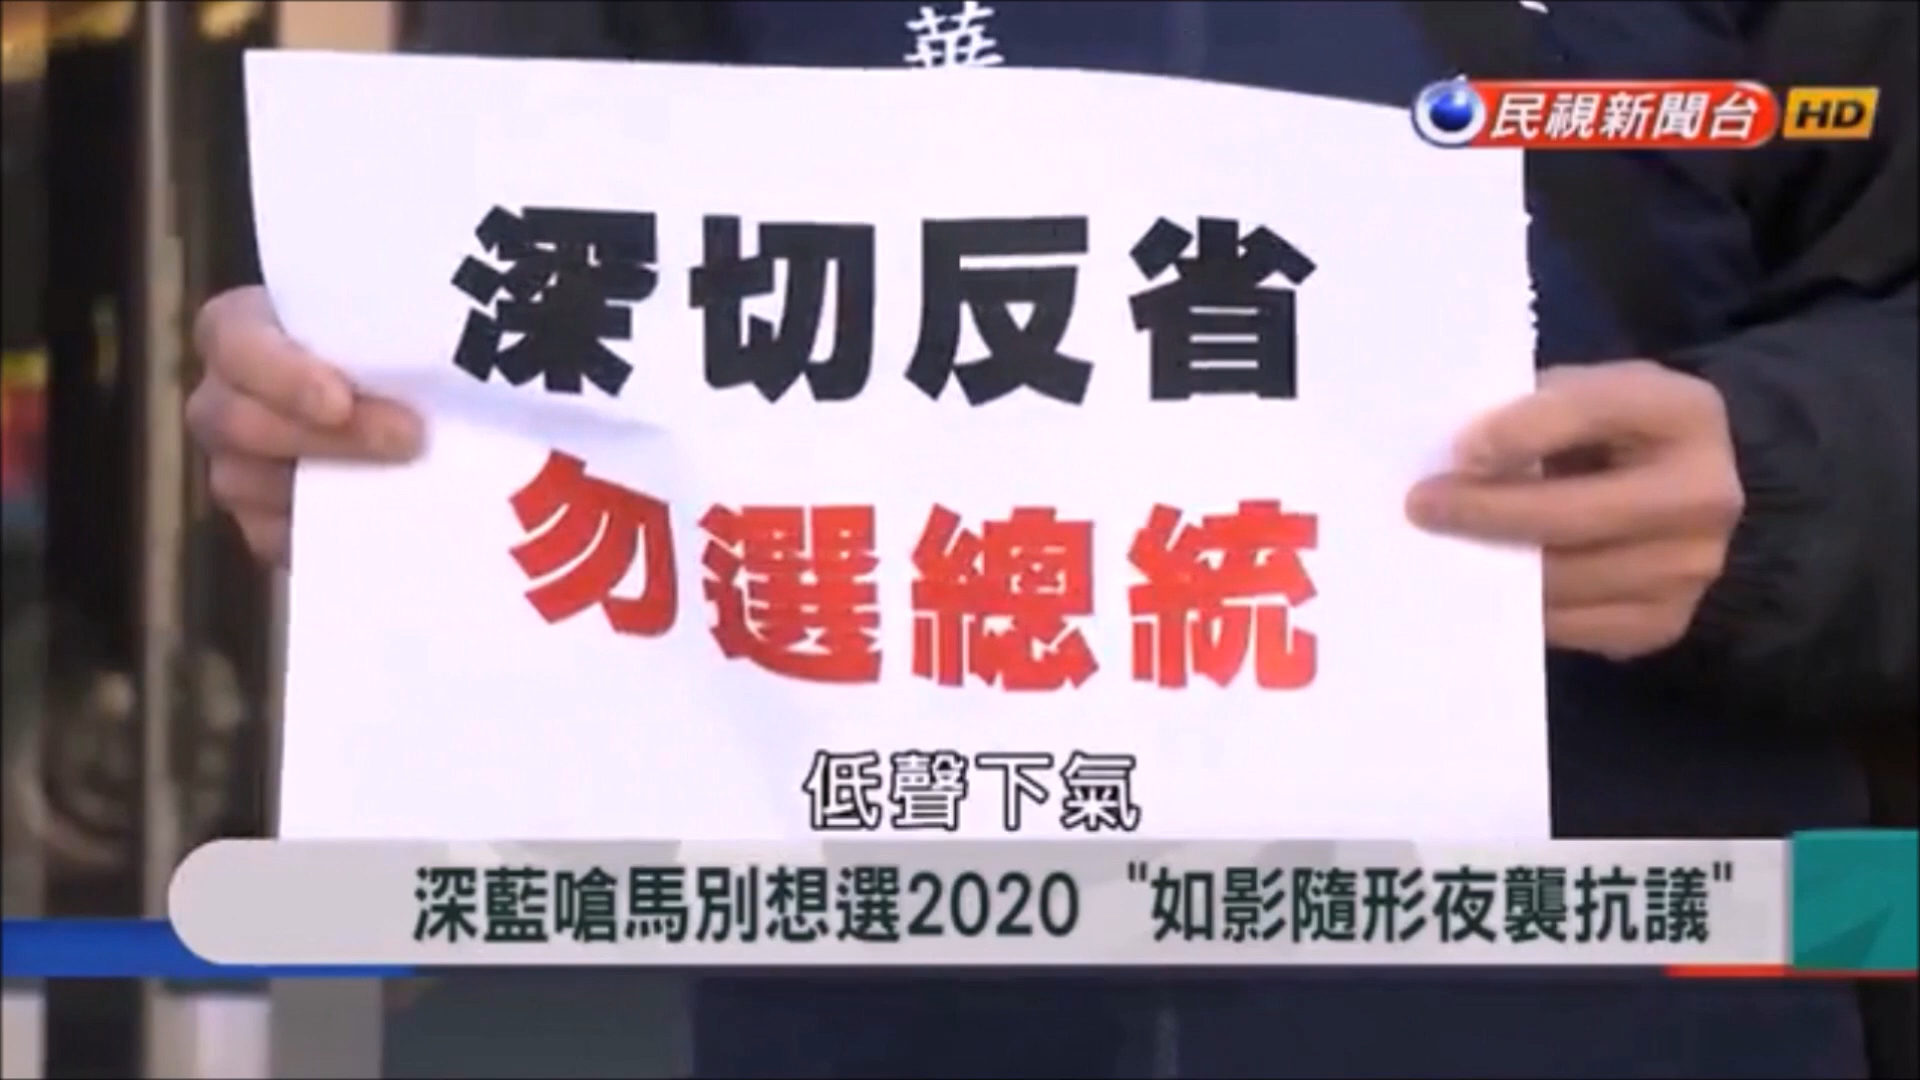 華
民視新聞台 HD
深切反省
勿選總統
低聲下氣
深藍嗆馬別想選2020 "如影隨形夜襲抗議"